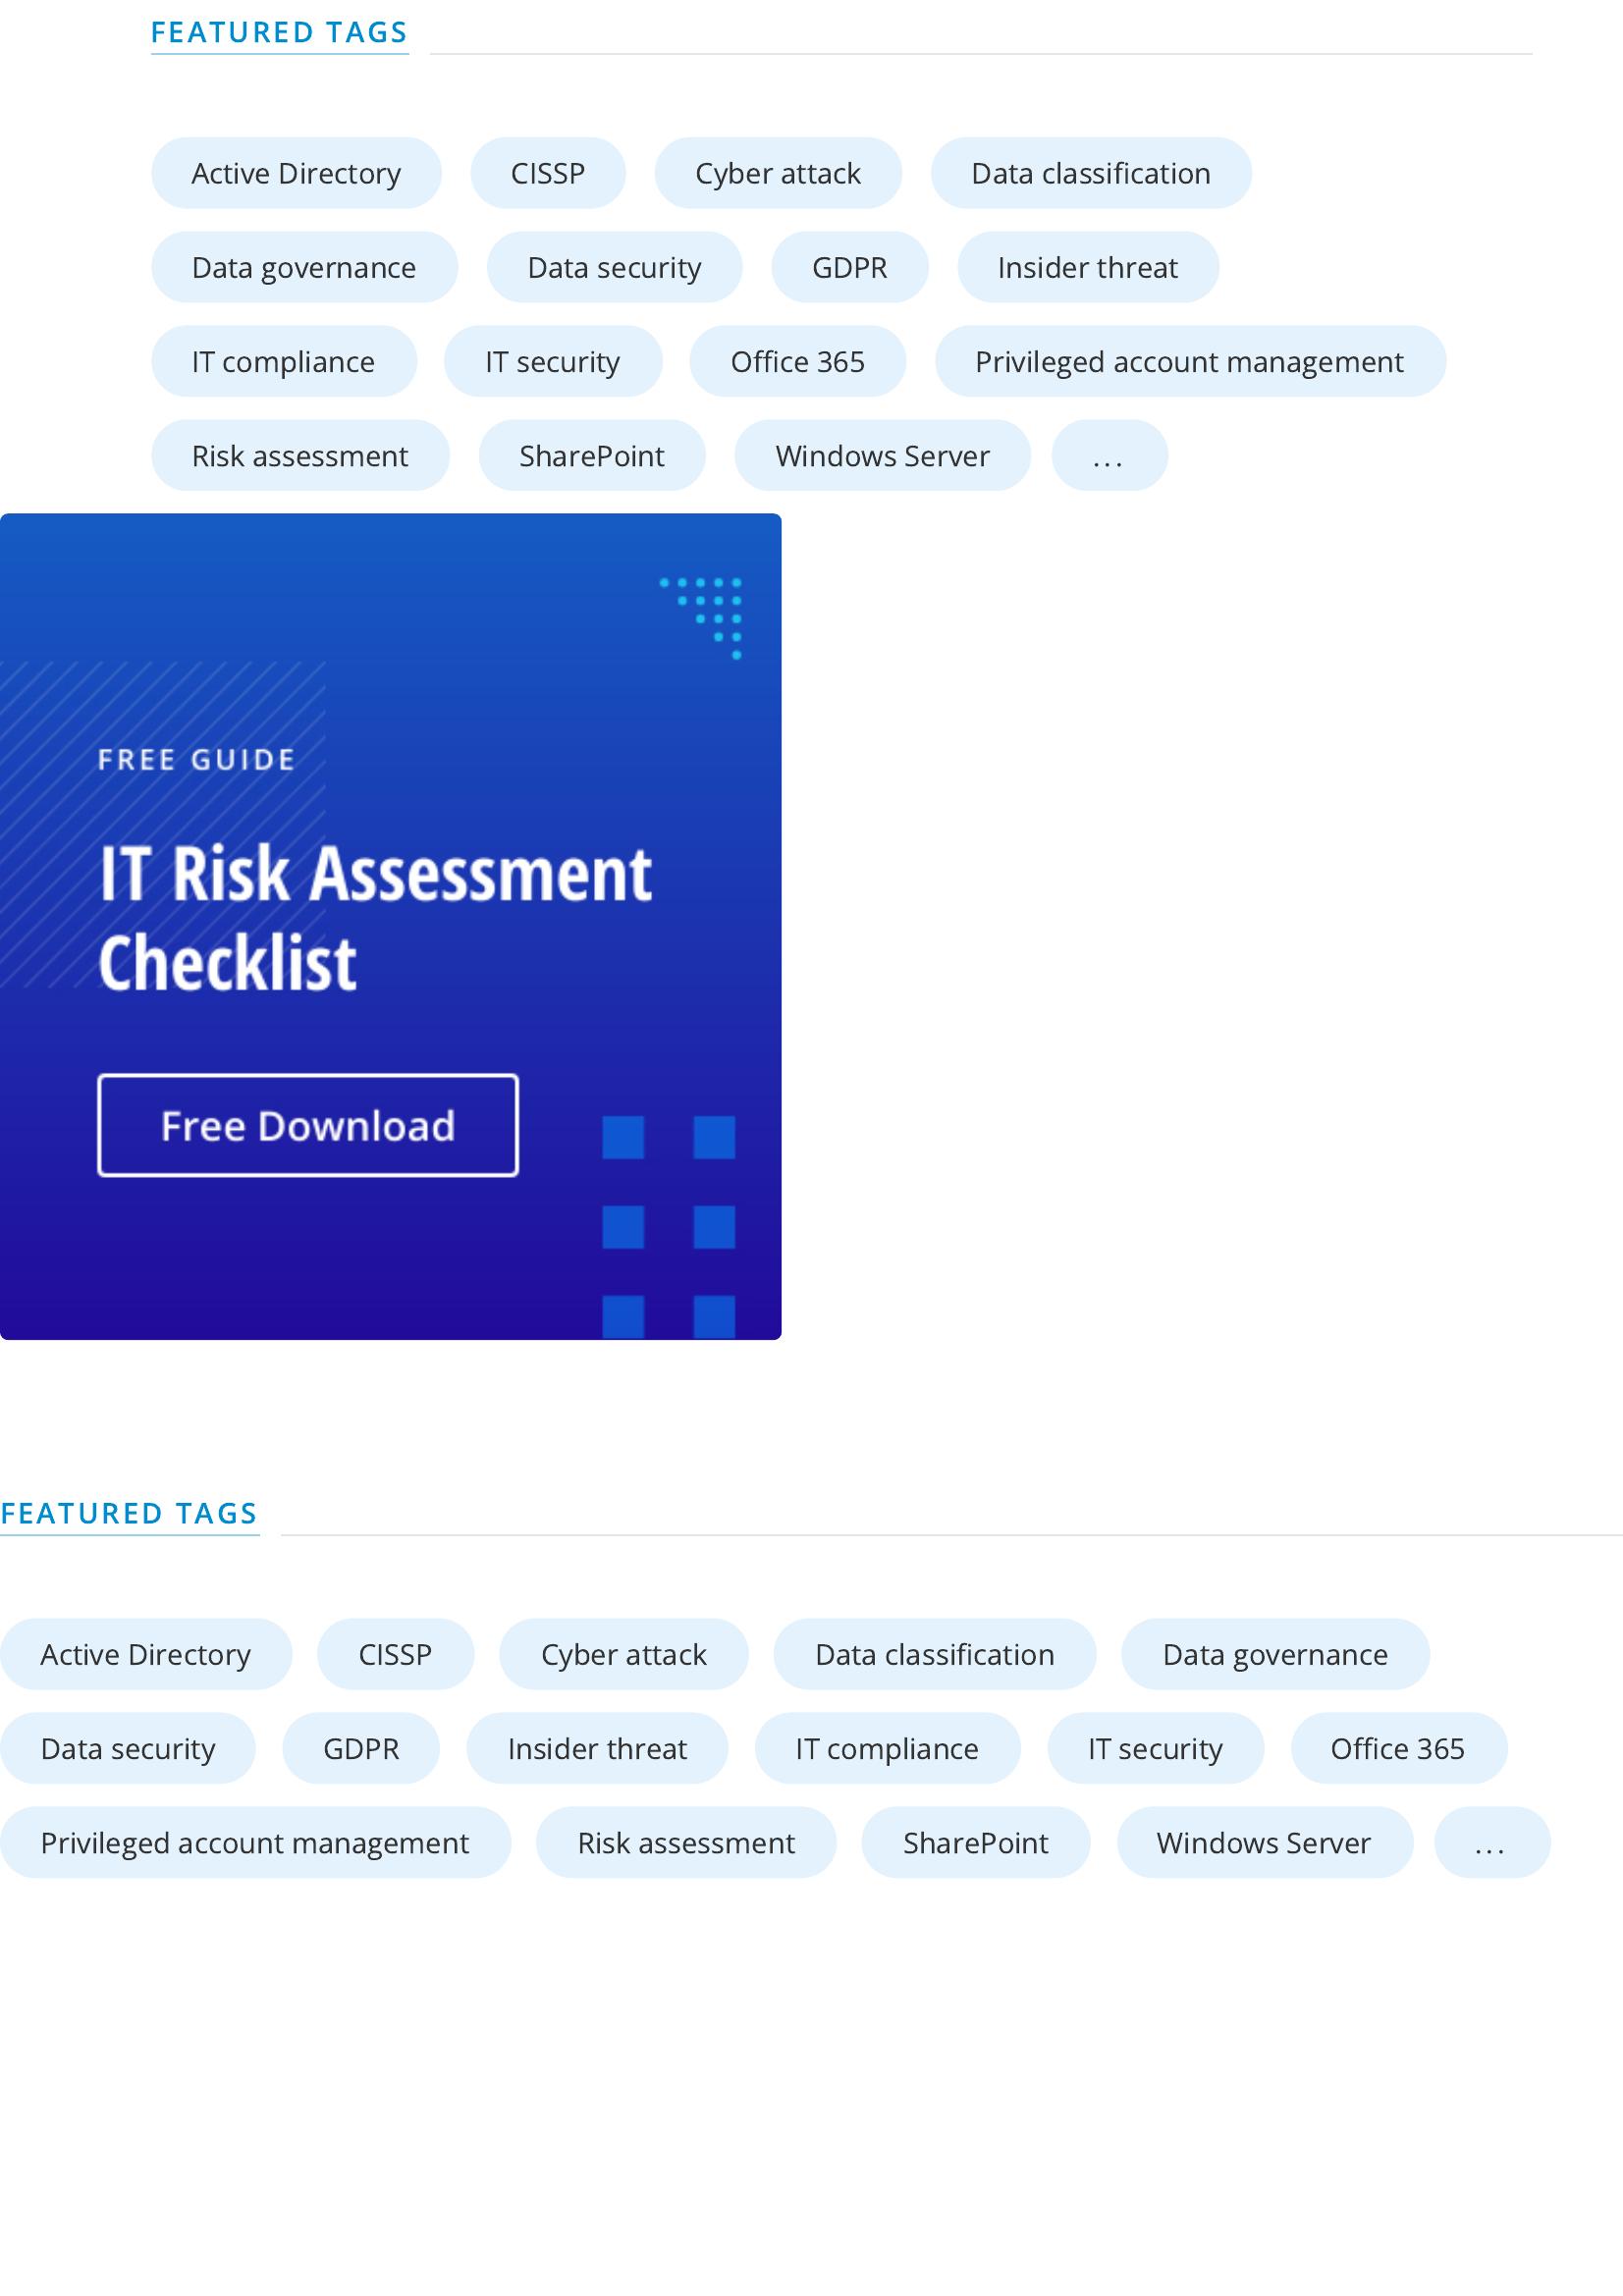 FEATURED TAGS
Active Directory CISSP Cyber attack Data classification
Data governance Data security GDPR Insider threat
IT compliance IT security Office 365 Privileged account management
Risk assessment SharePoint Windows Server ...
FREE GUIDE
IT Risk Assessment
Checklist
Free Download
FEATURED TAGS
Active Directory CISSP Cyber attack Data classification Data governance
Data security GDPR Insider threat IT compliance IT security Office 365
Privileged account management Risk assessment SharePoint Windows Server ...